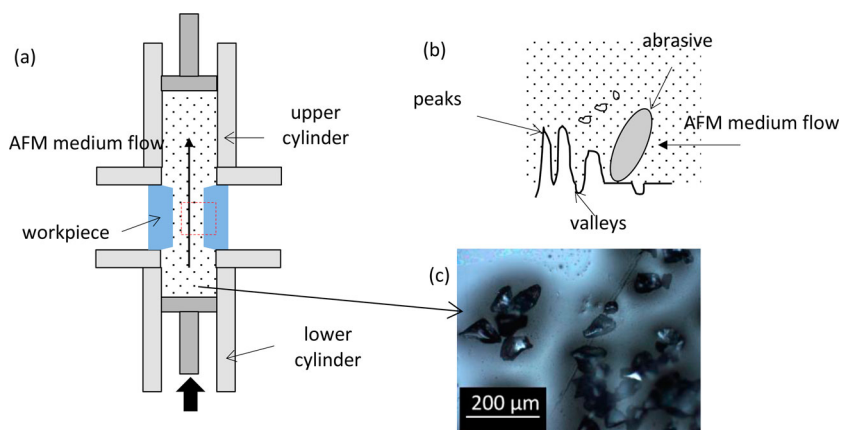 (a)
upper
cylinder
AFM medium flow
workpiece
lower
cylinder
(b)
abrasive
peaks
AFM medium flow
valleys
(c)
200 μm